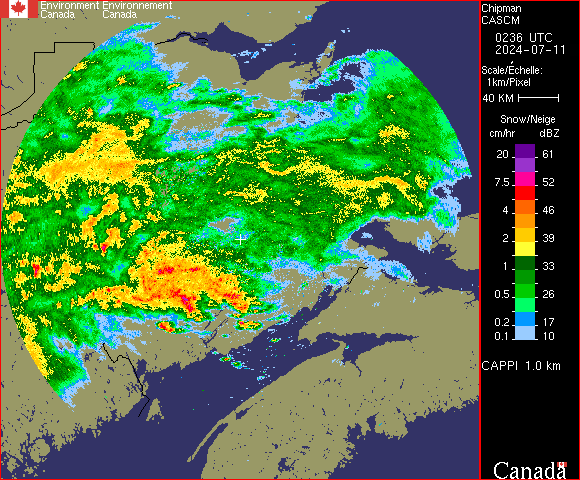 Environment Environnement
Canada Canada
Chipman
CASCM
0236 UTC
2024-07-11
Scale/Échelle:
1km/Pixel
40 KM
Snow/Neige
cm/hr dBZ
20 61
57
7.5 52
4 46
2 39
1 33
0.5 26
0.2 17
0.1 10
CAPPI 1.0 km
Canada